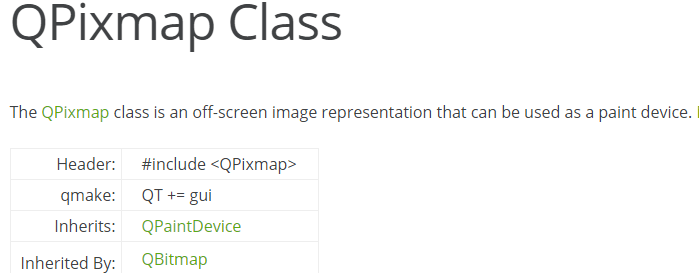 QPixmap Class
The QPixmap class is an off-screen image representation that can be used as a paint device.
Header: #include <QPixmap>
qmake: QT += gui
Inherits: QPaintDevice
Inherited By: QBitmap